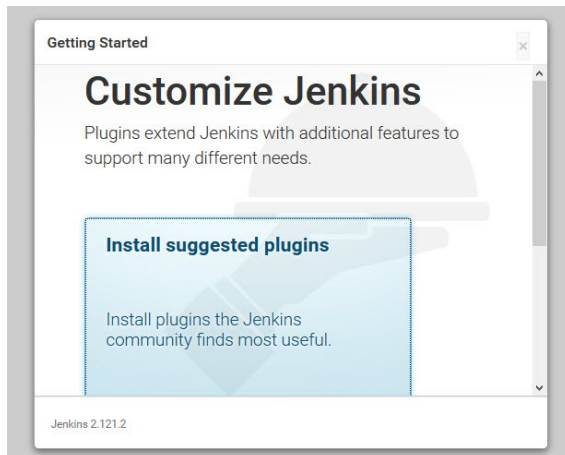 Getting Started
×
Customize Jenkins
Plugins extend Jenkins with additional features to
support many different needs.
Install suggested plugins
Install plugins the Jenkins
community finds most useful.
Jenkins 2.121.2